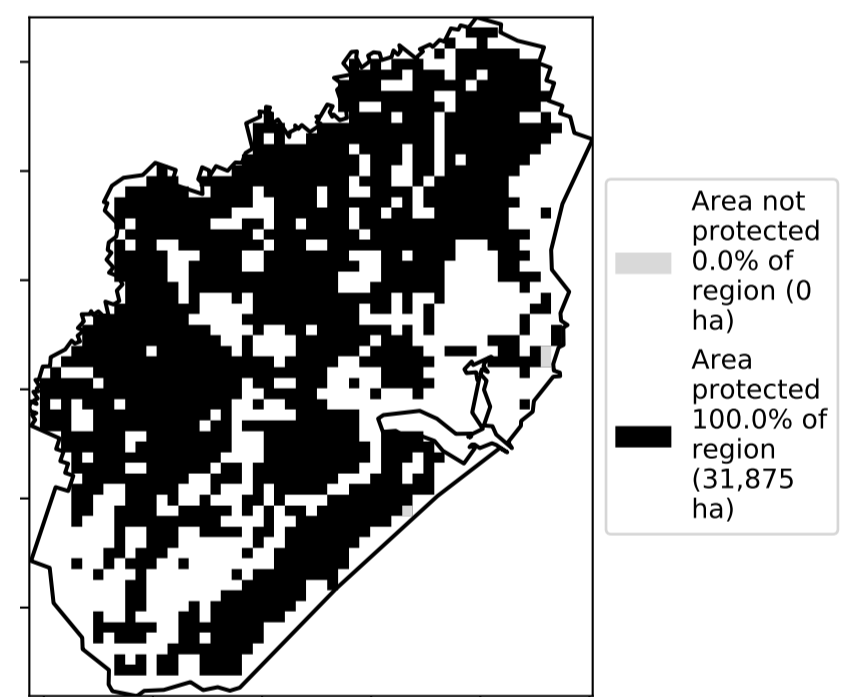 Area not
protected
0.0% of
region (0
ha)
Area
protected
100.0% of
region
(31,875
ha)